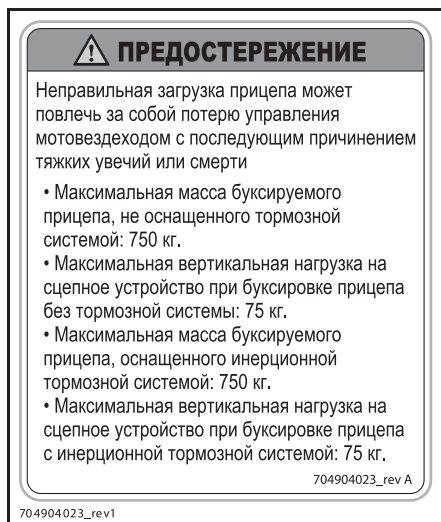 ПРЕДОСТЕРЕЖЕНИЕ
Неправильная загрузка прицепа может
повлечь за собой потерю управления
мотовездеходом с последующим причинением
тяжких увечий или смерти
• Максимальная масса буксируемого
прицепа, не оснащенного тормозной
системой: 750 кг.
• Максимальная вертикальная нагрузка на
сцепное устройство при буксировке прицепа
без тормозной системы: 75 кг.
• Максимальная масса буксируемого
прицепа, оснащенного инерционной
тормозной системой: 750 кг.
• Максимальная вертикальная нагрузка на
сцепное устройство при буксировке прицепа
с инерционной тормозной системой: 75 кг.
704904023_rev A
704904023_rev1